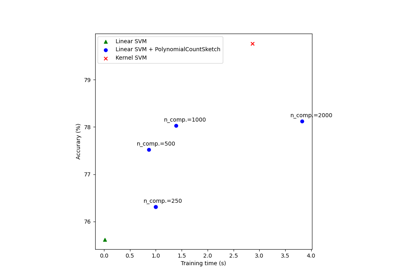 Linear SVM
Linear SVM + PolynomialCountSketch
Kernel SVM
79
78
77
76
Accurary (%)
n_comp.=2000
n_comp.=1000
n_comp.=500
n_comp.=250
0.0 0.5 1.0 1.5 2.0 2.5 3.0 3.5 4.0
Training time (s)